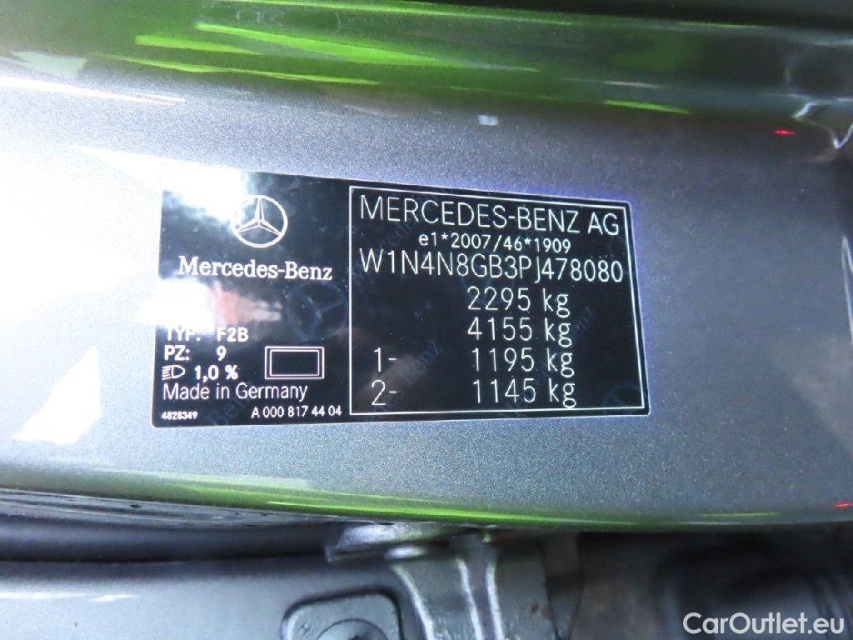 Mercedes-Benz
TYP: F2B
PZ: 9
1,0 %
Made in Germany
4828349 A 000 817 44 04
MERCEDES-BENZ AG
e1*2007/46*1909
W1N4N8GB3PJ478080
2295 kg
4155 kg
1- 1195 kg
2- 1145 kg
CarOutlet.eu